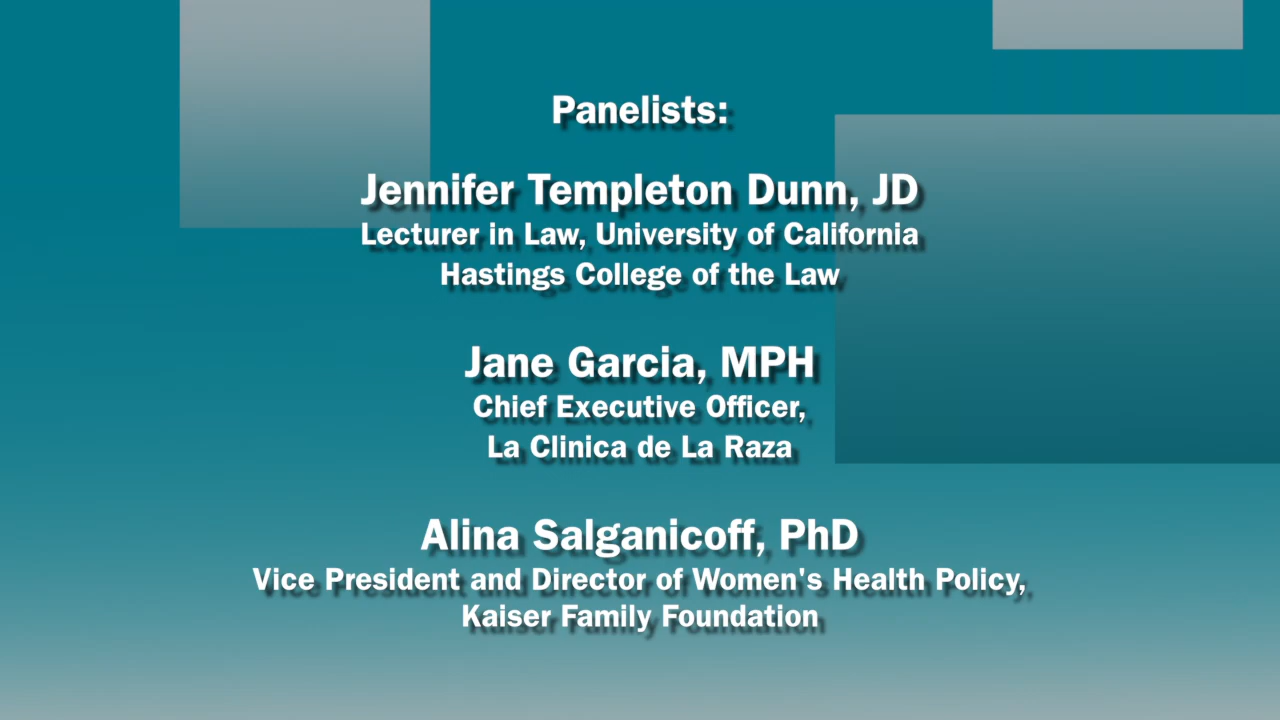 Panelists:
Jennifer Templeton Dunn, JD
Lecturer in Law, University of California
Hastings College of the Law
Jane Garcia, MPH
Chief Executive Officer,
La Clinica de La Raza
Alina Salganicoff, PhD
Vice President and Director of Women's Health Policy,
Kaiser Family Foundation